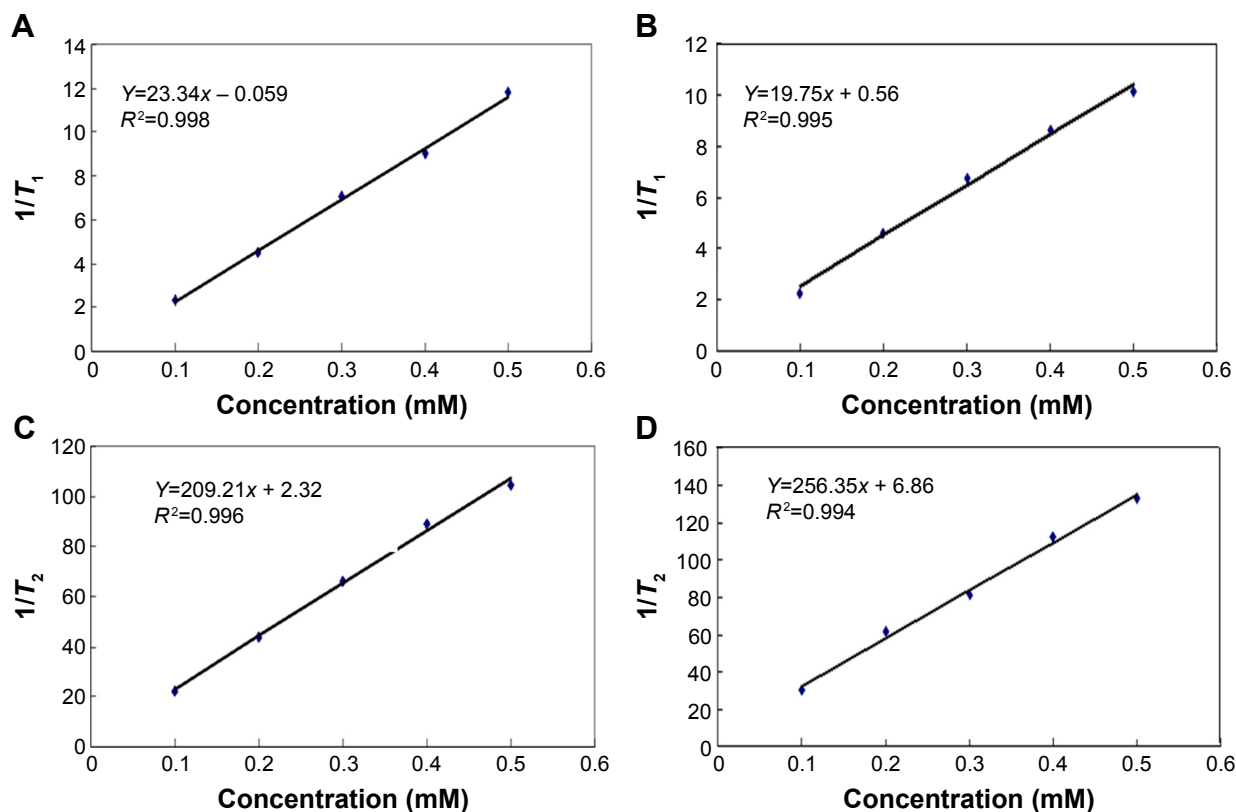 A
14
12
10
8
6
4
2
0
Y=23.34x – 0.059
R²=0.998
1/T₁
0 0.1 0.2 0.3 0.4 0.5 0.6
Concentration (mM)
B
12
10
8
6
4
2
0
Y=19.75x + 0.56
R²=0.995
1/T₁
0 0.1 0.2 0.3 0.4 0.5 0.6
Concentration (mM)
C
120
100
80
60
40
20
0
Y=209.21x + 2.32
R²=0.996
1/T₂
0 0.1 0.2 0.3 0.4 0.5 0.6
Concentration (mM)
D
160
140
120
100
80
60
40
20
0
Y=256.35x + 6.86
R²=0.994
1/T₂
0 0.1 0.2 0.3 0.4 0.5 0.6
Concentration (mM)